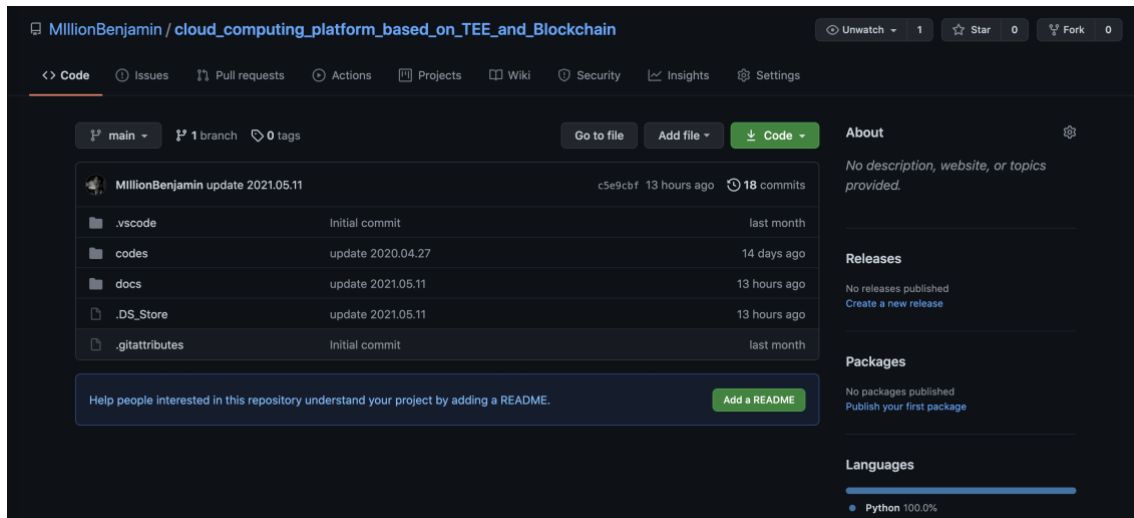 MIllionBenjamin / cloud_computing_platform_based_on_TEE_and_Blockchain
Unwatch 1 Star 0 Fork 0
<> Code Issues Pull requests Actions Projects Wiki Security Insights Settings
main 1 branch 0 tags Go to file Add file Code
MIllionBenjamin update 2021.05.11 c5e9cbf 13 hours ago 18 commits
.vscode Initial commit last month
codes update 2020.04.27 14 days ago
docs update 2021.05.11 13 hours ago
.DS_Store update 2021.05.11 13 hours ago
.gitattributes Initial commit last month
Help people interested in this repository understand your project by adding a README. Add a README
About
No description, website, or topics
provided.
Releases
No releases published
Create a new release
Packages
No packages published
Publish your first package
Languages
Python 100.0%